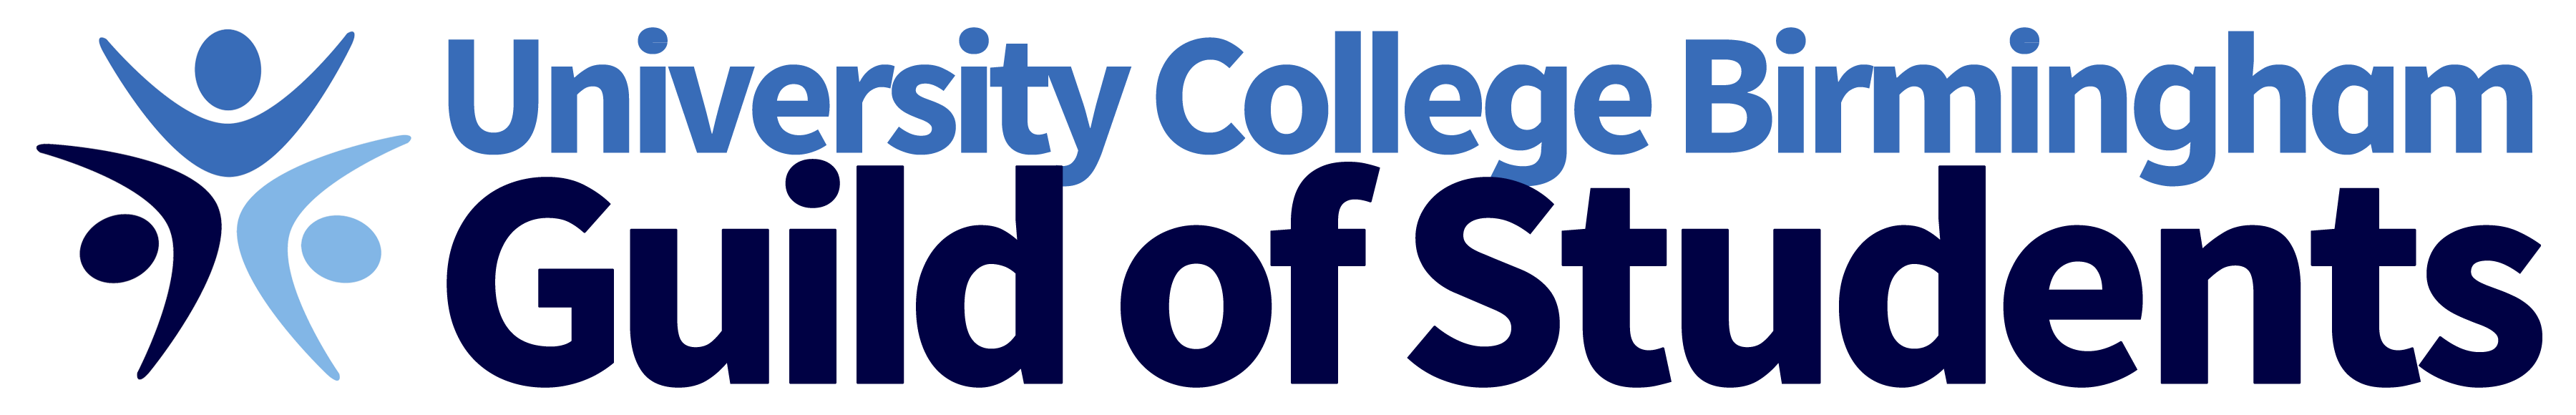 University College Birmingham
Guild of Students